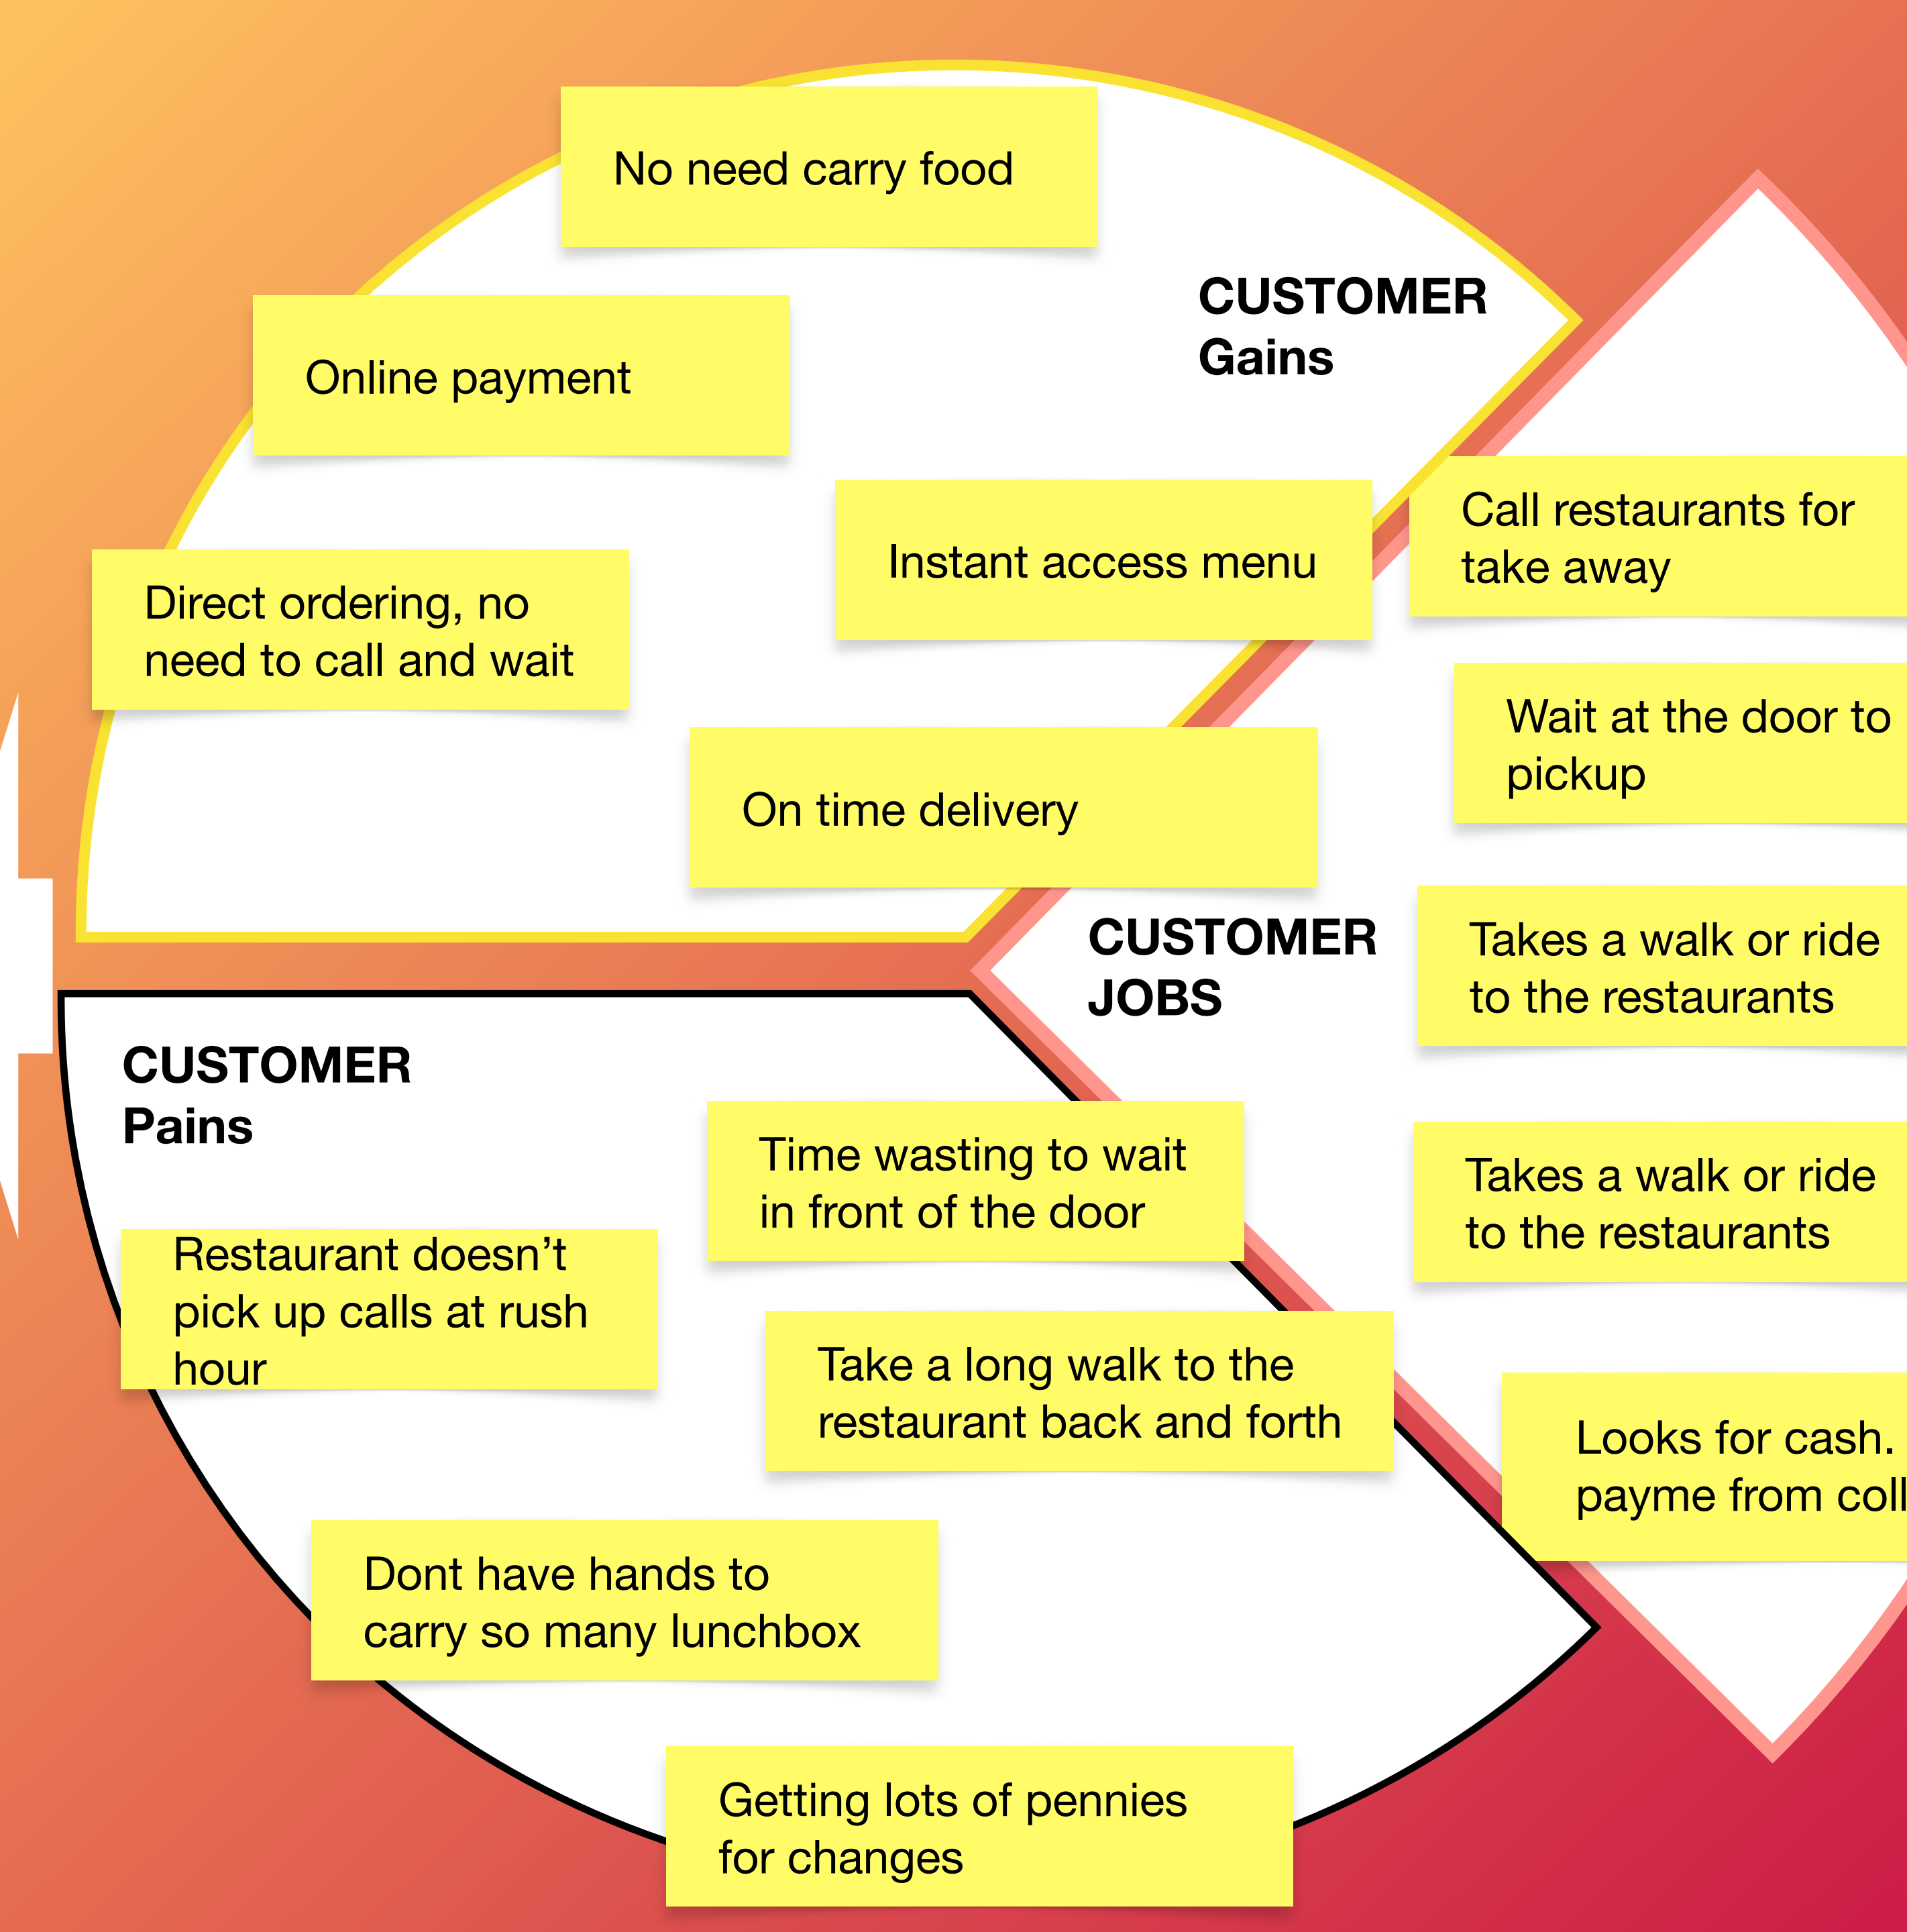 No need carry food
CUSTOMER
Gains
Online payment
Instant access menu
Direct ordering, no
need to call and wait
On time delivery
CUSTOMER
JOBS
Call restaurants for
take away
Wait at the door to
pickup
Takes a walk or ride
to the restaurants
Takes a walk or ride
to the restaurants
Looks for cash.
payme from coll
CUSTOMER
Pains
Time wasting to wait
in front of the door
Restaurant doesn’t
pick up calls at rush
hour
Take a long walk to the
restaurant back and forth
Dont have hands to
carry so many lunchbox
Getting lots of pennies
for changes